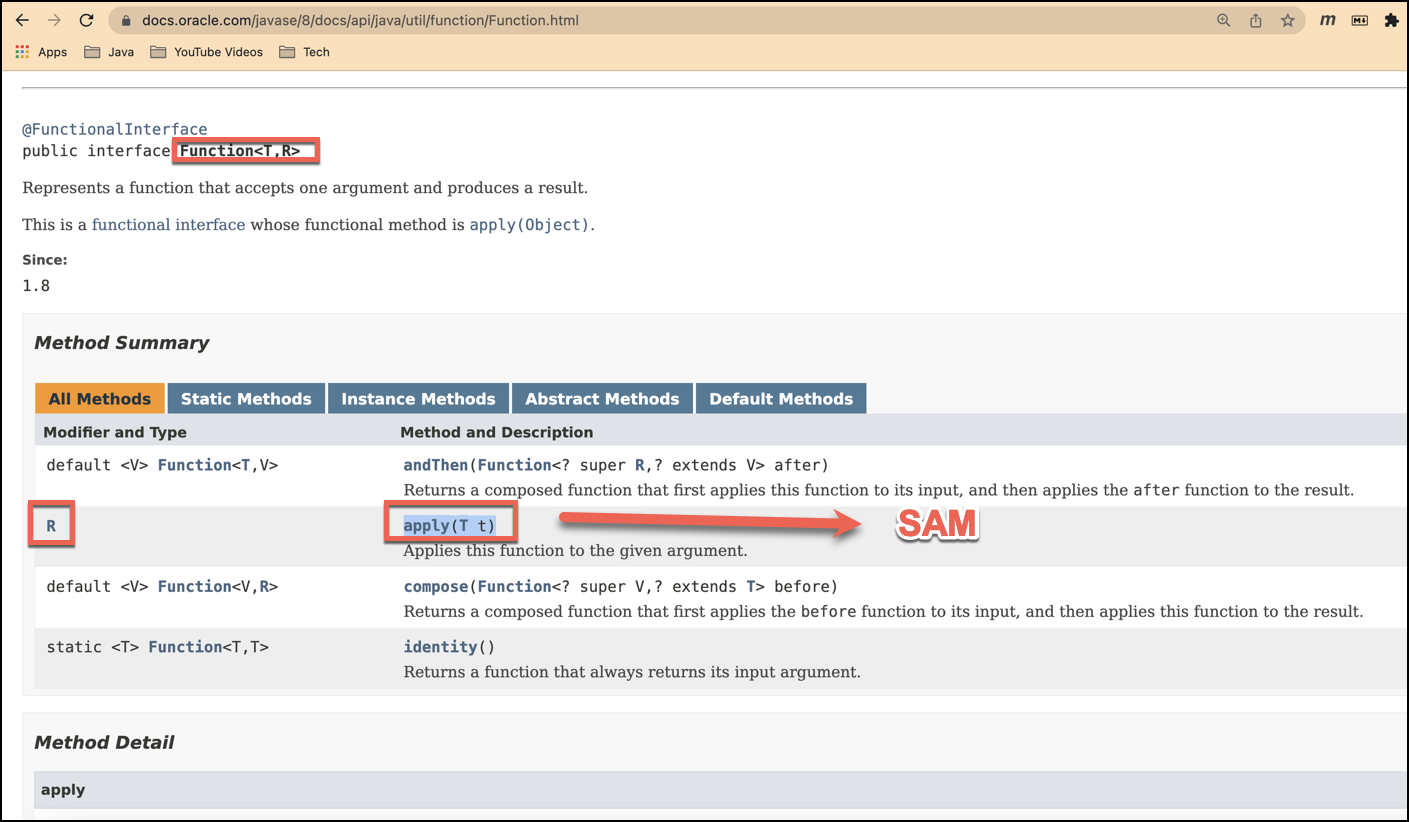 docs.oracle.com/javase/8/docs/api/java/util/function/Function.html
m
M
Apps Java YouTube Videos Tech
@FunctionalInterface
public interface Function<T,R>
Represents a function that accepts one argument and produces a result.
This is a functional interface whose functional method is apply(Object).
Since:
1.8
Method Summary
All Methods Static Methods Instance Methods Abstract Methods Default Methods
Modifier and Type Method and Description
default <V> Function<T,V> andThen(Function<? super R,? extends V> after)
Returns a composed function that first applies this function to its input, and then applies the after function to the result.
R apply(T t) SAM
Applies this function to the given argument.
default <V> Function<V,R> compose(Function<? super V,? extends T> before)
Returns a composed function that first applies the before function to its input, and then applies this function to the result.
static <T> Function<T,T> identity()
Returns a function that always returns its input argument.
Method Detail
apply